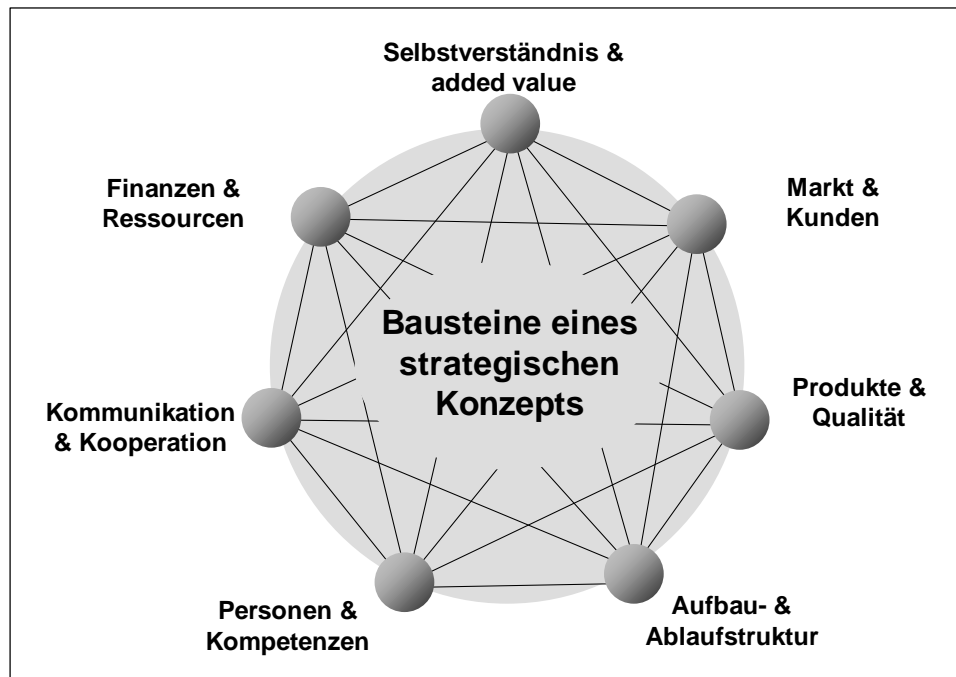 Selbstverständnis &
added value
Finanzen &
Ressourcen
Markt &
Kunden
Bausteine eines
strategischen
Konzepts
Kommunikation
& Kooperation
Produkte &
Qualität
Personen &
Kompetenzen
Aufbau- &
Ablaufstruktur